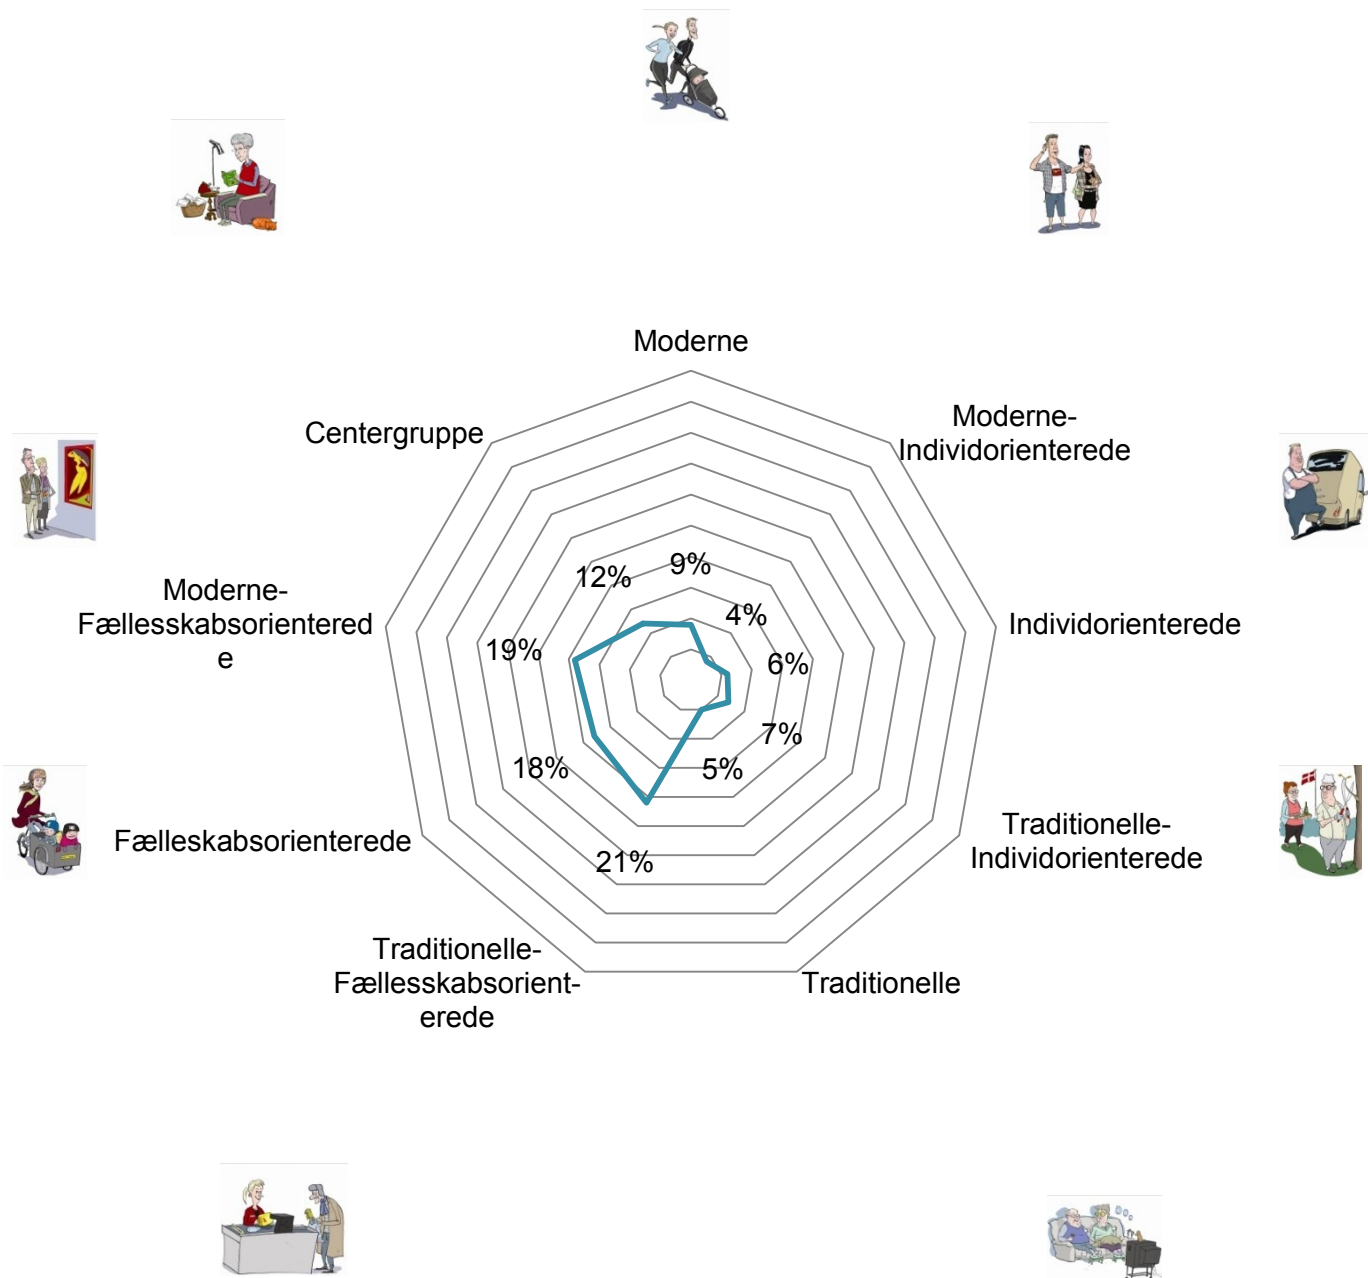 Moderne
Moderne-
Individorienterede
Centergruppe
9%
12%
4%
Moderne-
Fællesskabsorientered
e
Individorienterede
19%
6%
7%
18%
5%
Fælleskabsorienterede
Traditionelle-
Individorienterede
21%
Traditionelle-
Fællesskabsorient-
erede
Traditionelle